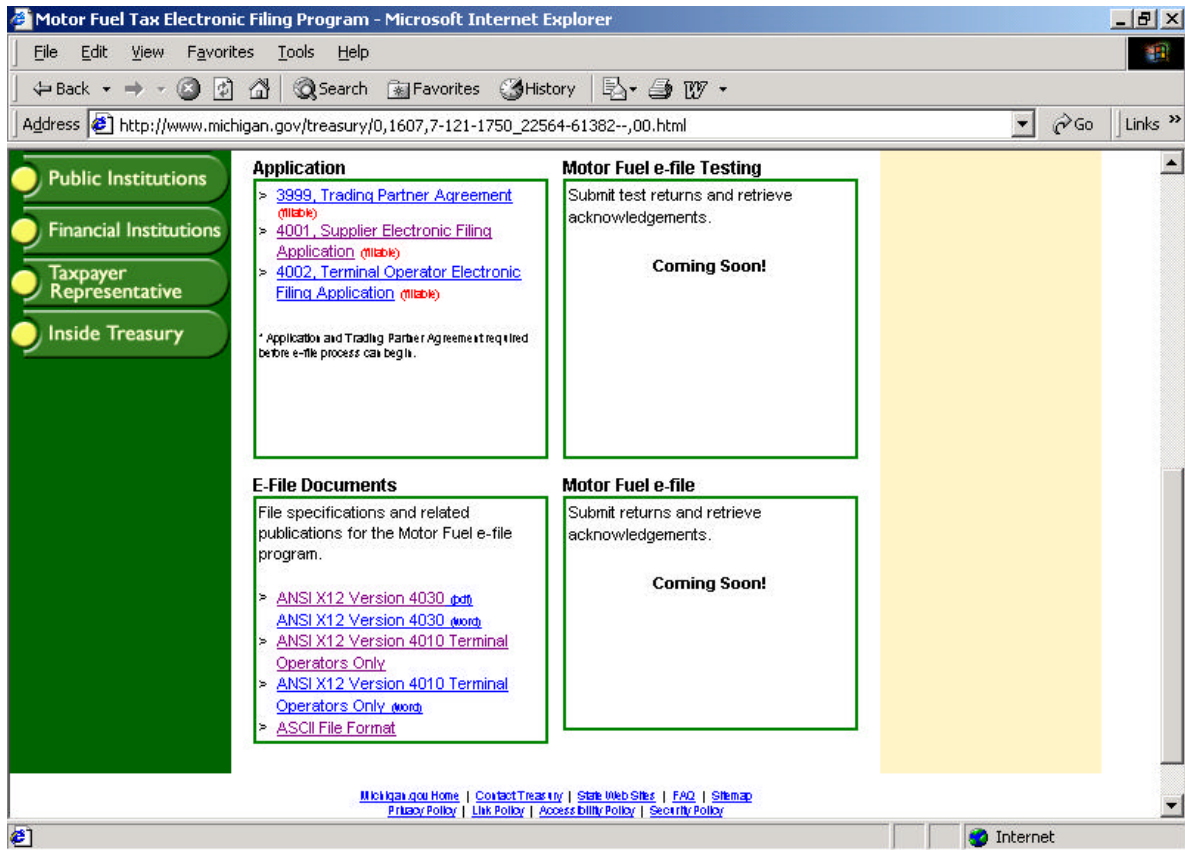 Motor Fuel Tax Electronic Filing Program - Microsoft Internet Explorer
File Edit View Favorites Tools Help
Back Search Favorites History
Address http://www.michigan.gov/treasury/0,1607,7-121-1750_22564-61382--,00.html Go Links »
Public Institutions
Financial Institutions
Taxpayer
Representative
Inside Treasury
Application
> 3999, Trading Partner Agreement
(fillable)
> 4001, Supplier Electronic Filing
Application (fillable)
> 4002, Terminal Operator Electronic
Filing Application (fillable)
* Application and Trading Partner Agreement required
before e-file process can begin.
Motor Fuel e-file Testing
Submit test returns and retrieve
acknowledgements.
Coming Soon!
E-File Documents
File specifications and related
publications for the Motor Fuel e-file
program.
> ANSI X12 Version 4030 (pdf)
ANSI X12 Version 4030 (word)
> ANSI X12 Version 4010 Terminal
Operators Only
> ANSI X12 Version 4010 Terminal
Operators Only (word)
> ASCII File Format
Motor Fuel e-file
Submit returns and retrieve
acknowledgements.
Coming Soon!
Michigan.gov Home | Contact Treasury | State Web Sites | FAQ | Sitemap
Privacy Policy | Link Policy | Accessibility Policy | Security Policy
Internet